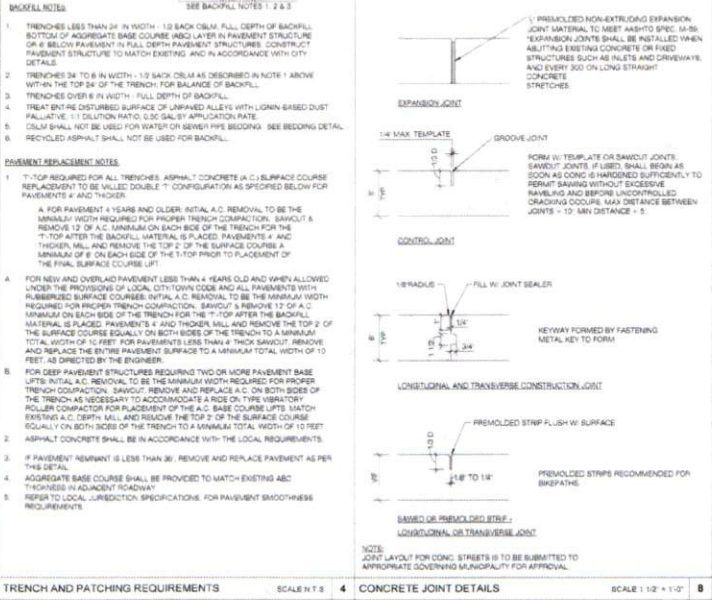 BACKFILL NOTES
SEE BACKFILL NOTES 1, 2 & 3
1. TRENCHES LESS THAN 24" IN WIDTH - 1/2 SACK CSLM, FULL DEPTH OF BACKFILL
BOTTOM OF AGGREGATE BASE COURSE (ABC) LAYER IN PAVEMENT STRUCTURE
OR 6" BELOW PAVEMENT IN FULL DEPTH PAVEMENT STRUCTURES. CONSTRUCT
PAVEMENT STRUCTURE TO MATCH EXISTING, AND IN ACCORDANCE WITH CITY
DETAILS.
2. TRENCHES 24" TO 6' IN WIDTH - 1/2 SACK CSLM AS DESCRIBED IN NOTE 1 ABOVE
WITHIN THE TOP 24" OF THE TRENCH, FOR BALANCE OF BACKFILL.
3. TRENCHES OVER 6' IN WIDTH - FULL DEPTH OF BACKFILL.
4. TREAT ENTIRE DISTURBED SURFACE OF UNPAVED ALLEYS WITH LIGNIN-BASED DUST
PALLIATIVE, 1:1 DILUTION RATIO, 0.50 GAL/SY APPLICATION RATE.
5. CSLM SHALL NOT BE USED FOR WATER OR SEWER PIPE BEDDING. SEE BEDDING DETAIL
6. RECYCLED ASPHALT SHALL NOT BE USED FOR BACKFILL.
PAVEMENT REPLACEMENT NOTES
1. "T"-TOP REQUIRED FOR ALL TRENCHES. ASPHALT CONCRETE (A.C.) SURFACE COURSE
REPLACEMENT TO BE MILLED DOUBLE "T" CONFIGURATION AS SPECIFIED BELOW FOR
PAVEMENTS 4" AND THICKER.
A. FOR PAVEMENT 4 YEARS AND OLDER: INITIAL A.C. REMOVAL TO BE THE
MINIMUM WIDTH REQUIRED FOR PROPER TRENCH COMPACTION. SAWCUT &
REMOVE 12" OF A.C. MINIMUM ON EACH SIDE OF THE TRENCH FOR THE
"T"-TOP AFTER THE BACKFILL MATERIAL IS PLACED. PAVEMENTS 4" AND
THICKER, MILL AND REMOVE THE TOP 2" OF THE SURFACE COURSE A
MINIMUM OF 6" ON EACH SIDE OF THE T-TOP PRIOR TO PLACEMENT OF
THE FINAL SURFACE COURSE LIFT.
A. FOR NEW AND OVERLAID PAVEMENT LESS THAN 4 YEARS OLD AND WHEN ALLOWED
UNDER THE PROVISIONS OF LOCAL CITY/TOWN CODE AND ALL PAVEMENTS WITH
RUBBERIZED SURFACE COURSES: INITIAL A.C. REMOVAL TO BE THE MINIMUM WIDTH
REQUIRED FOR PROPER TRENCH COMPACTION. SAWCUT & REMOVE 12" OF A.C.
MINIMUM ON EACH SIDE OF THE TRENCH FOR THE "T"-TOP AFTER THE BACKFILL
MATERIAL IS PLACED. PAVEMENTS 4" AND THICKER, MILL AND REMOVE THE TOP 2" OF
THE SURFACE COURSE EQUALLY ON BOTH SIDES OF THE TRENCH TO A MINIMUM
TOTAL WIDTH OF 10 FEET. FOR PAVEMENTS LESS THAN 4" THICK SAWCUT, REMOVE
AND REPLACE THE ENTIRE PAVEMENT SURFACE TO A MINIMUM TOTAL WIDTH OF 10
FEET, AS DIRECTED BY THE ENGINEER.
B. FOR DEEP PAVEMENT STRUCTURES REQUIRING TWO OR MORE PAVEMENT BASE
LIFTS: INITIAL A.C. REMOVAL TO BE THE MINIMUM WIDTH REQUIRED FOR PROPER
TRENCH COMPACTION. SAWCUT, REMOVE AND REPLACE A.C. ON BOTH SIDES OF
THE TRENCH AS NECESSARY TO ACCOMMODATE A RIDE ON TYPE VIBRATORY
ROLLER COMPACTOR FOR PLACEMENT OF THE A.C. BASE COURSE LIFTS. MATCH
EXISTING A.C. DEPTH. MILL AND REMOVE THE TOP 2" OF THE SURFACE COURSE
EQUALLY ON BOTH SIDES OF THE TRENCH TO A MINIMUM TOTAL WIDTH OF 10 FEET.
2. ASPHALT CONCRETE SHALL BE IN ACCORDANCE WITH THE LOCAL REQUIREMENTS.
3. IF PAVEMENT REMNANT IS LESS THAN 36", REMOVE AND REPLACE PAVEMENT AS PER
THIS DETAIL
4. AGGREGATE BASE COURSE SHALL BE PROVIDED TO MATCH EXISTING ABC
THICKNESS IN ADJACENT ROADWAY
5. REFER TO LOCAL JURISDICTION SPECIFICATIONS, FOR PAVEMENT SMOOTHNESS
REQUIREMENTS
TRENCH AND PATCHING REQUIREMENTS SCALE N.T.S 4
PREMOLDED NON-EXTRUDING EXPANSION
JOINT MATERIAL TO MEET AASHTO SPEC. M-59,
"EXPANSION JOINTS SHALL BE INSTALLED WHEN
ABUTTING EXISTING CONCRETE OR FIXED
STRUCTURES SUCH AS INLETS AND DRIVEWAYS,
AND EVERY 300 ON LONG STRAIGHT
CONCRETE
STRETCHES.
EXPANSION JOINT
1/4" MAX. TEMPLATE
GROOVE JOINT
1/3 D
FORM W/ TEMPLATE OR SAWCUT JOINTS.
SAWCUT JOINTS, IF USED, SHALL BEGIN AS
SOON AS CONC IS HARDENED SUFFICIENTLY TO
PERMIT SAWING WITHOUT EXCESSIVE
RAVELING AND BEFORE UNCONTROLLED
CRACKING OCCURE. MAX DISTANCE BETWEEN
JOINTS = 10'. MIN DISTANCE = 5'.
6" TYP
CONTROL JOINT
1/8"RADIUS
FILL W/ JOINT SEALER
1/4"
6" TYP
1 1/2"
3/4"
KEYWAY FORMED BY FASTENING
METAL KEY TO FORM
LONGITUDINAL AND TRANSVERSE CONSTRUCTION JOINT
PREMOLDED STRIP FLUSH W/ SURFACE
1/3 D
1/8" TO 1/4"
PREMOLDED STRIPS RECOMMENDED FOR
BIKEPATHS.
SAWED OR PREMOLDED STRIP -
LONGITUDINAL OR TRANSVERSE JOINT
NOTE:
JOINT LAYOUT FOR CONC. STREETS IS TO BE SUBMITTED TO
APPROPRIATE GOVERNING MUNICIPALITY FOR APPROVAL.
CONCRETE JOINT DETAILS SCALE: 1 1/2" = 1'-0" 8